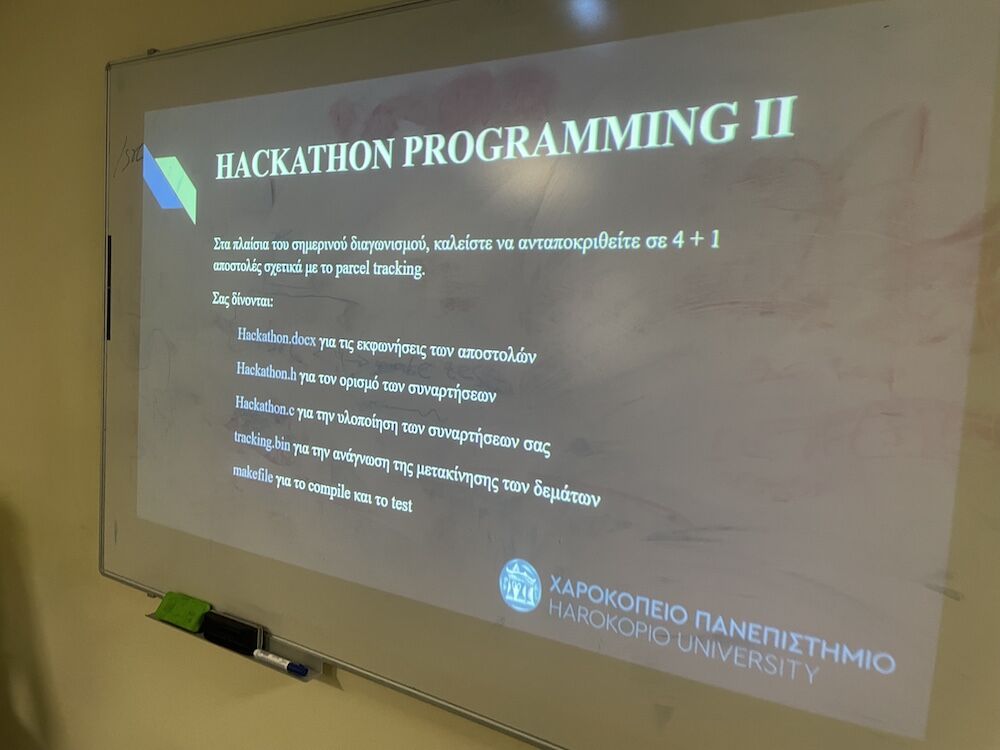 HACKATHON PROGRAMMING II
Στα πλαίσια του σημερινού διαγωνισμού, καλείστε να ανταποκριθείτε σε 4 + 1
αποστολές σχετικά με το parcel tracking.
Σας δίνονται:
Hackathon.docx για τις εκφωνήσεις των αποστολών
Hackathon.h για τον ορισμό των συναρτήσεων
Hackathon.c για την υλοποίηση των συναρτήσεων σας
tracking.bin για την ανάγνωση της μετακίνησης των δεμάτων
makefile για το compile και το test
ΧΑΡΟΚΟΠΕΙΟ ΠΑΝΕΠΙΣΤΗΜΙΟ
HAROKOPIO UNIVERSITY